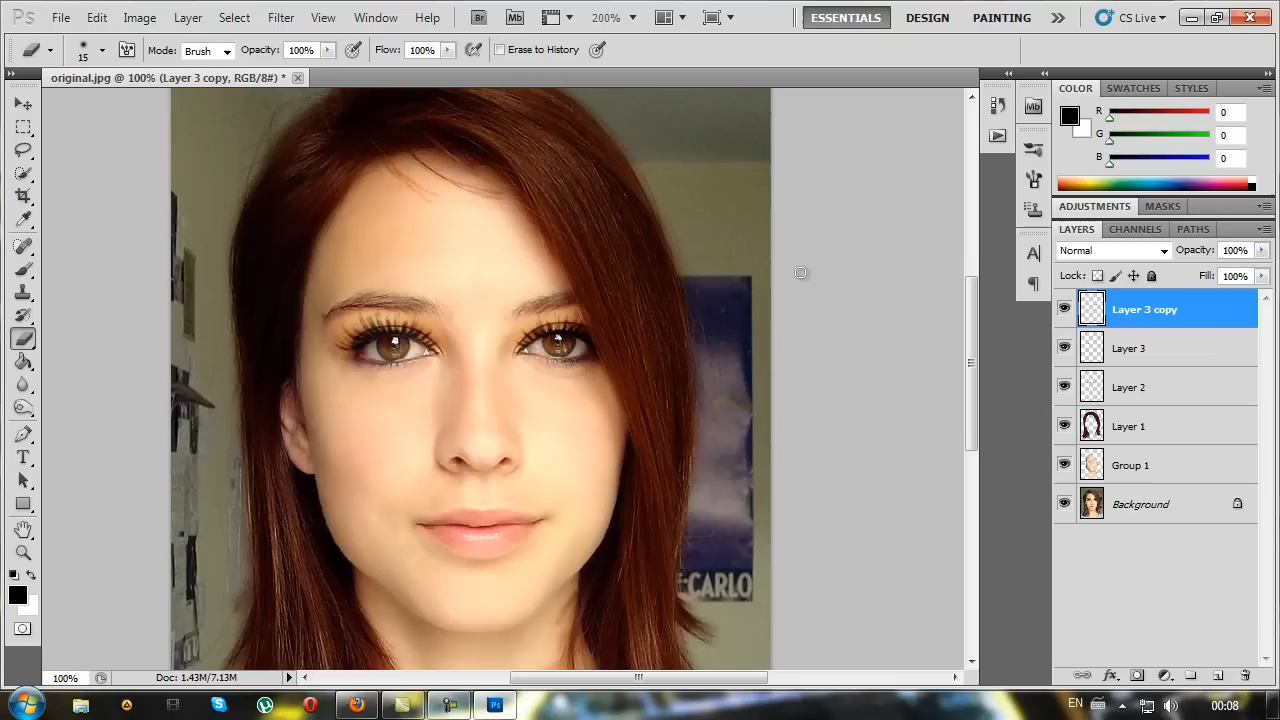 Ps File Edit Image Layer Select Filter View Window Help Br Mb 200% ESSENTIALS DESIGN PAINTING CS Live
15 Mode: Brush Opacity: 100% Flow: 100% Erase to History
original.jpg @ 100% (Layer 3 copy, RGB/8#) *
COLOR SWATCHES STYLES
Mb
R 0
G 0
B 0
ADJUSTMENTS MASKS
LAYERS CHANNELS PATHS
Normal Opacity: 100%
Lock: Fill: 100%
Layer 3 copy
Layer 3
Layer 2
Layer 1
Group 1
Background
CARLO
100% Doc: 1.43M/7.13M
Ps EN 00:08